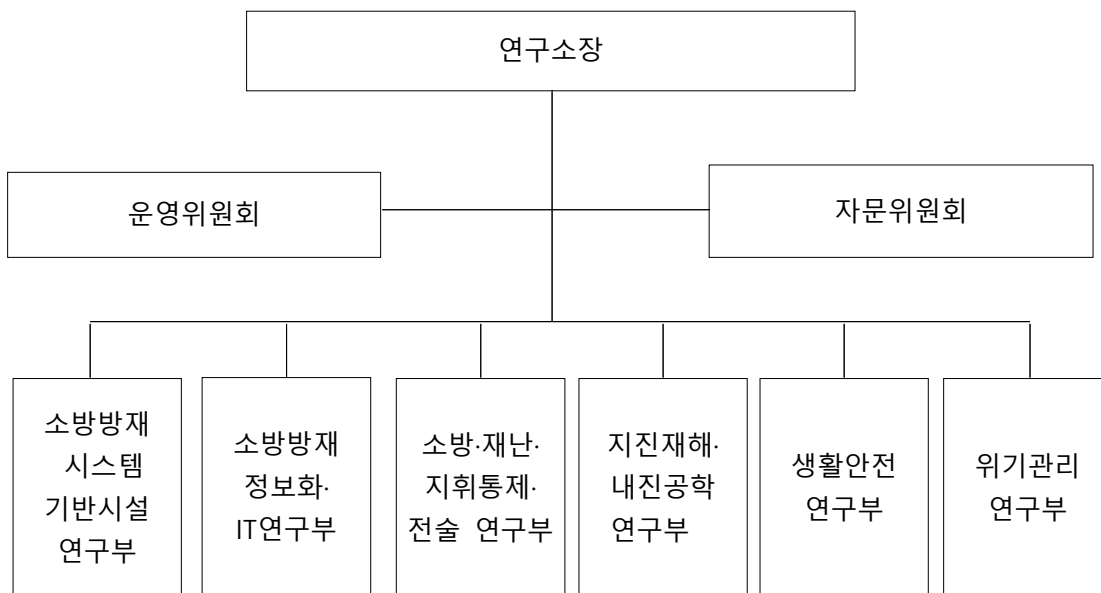 연구소장
운영위원회
자문위원회
소방방재
시스템
기반시설
연구부
소방방재
정보화·
IT연구부
소방·재난·
지휘통제·
전술 연구부
지진재해·
내진공학
연구부
생활안전
연구부
위기관리
연구부